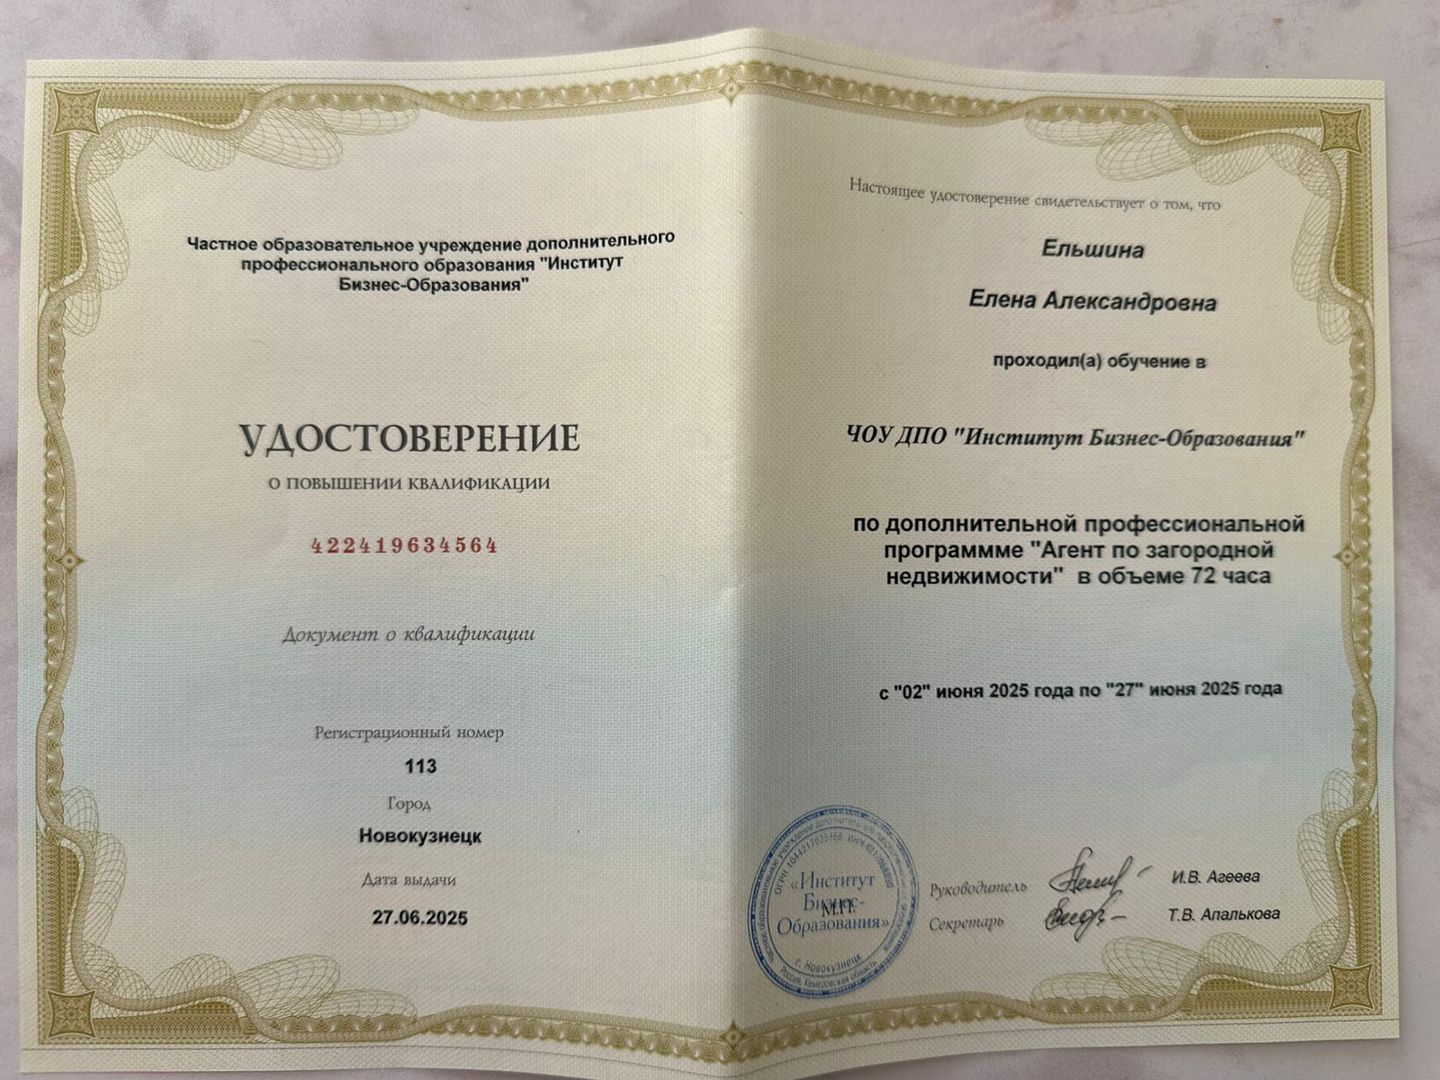 Частное образовательное учреждение дополнительного
профессионального образования "Институт
Бизнес-Образования"
УДОСТОВЕРЕНИЕ
О ПОВЫШЕНИИ КВАЛИФИКАЦИИ
422419634564
Документ о квалификации
Регистрационный номер
113
Город
Новокузнецк
Дата выдачи
27.06.2025
Настоящее удостоверение свидетельствует о том, что
Ельшина
Елена Александровна
проходил(а) обучение в
ЧОУ ДПО "Институт Бизнес-Образования"
по дополнительной профессиональной
программме "Агент по загородной
недвижимости" в объеме 72 часа
с "02" июня 2025 года по "27" июня 2025 года
«Институт
Бизнес-
М.П.
Образования»
г. Новокузнецк
Руководитель
И.В. Агеева
Секретарь
Т.В. Апалькова